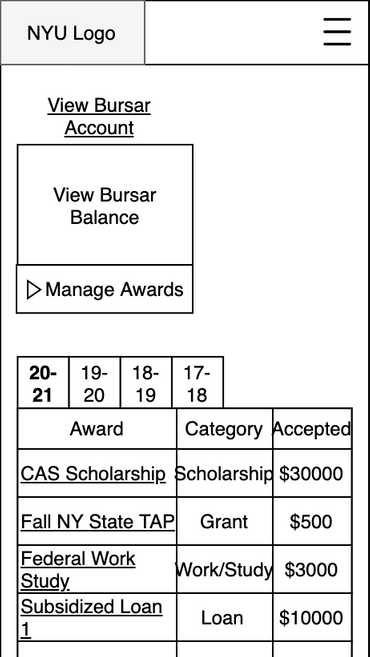 NYU Logo
View Bursar
Account
View Bursar
Balance
Manage Awards
20-
21
19-
20
18-
19
17-
18
Award Category Accepted
CAS Scholarship Scholarship $30000
Fall NY State TAP Grant $500
Federal Work
Study
Work/Study $3000
Subsidized Loan
1
Loan $10000